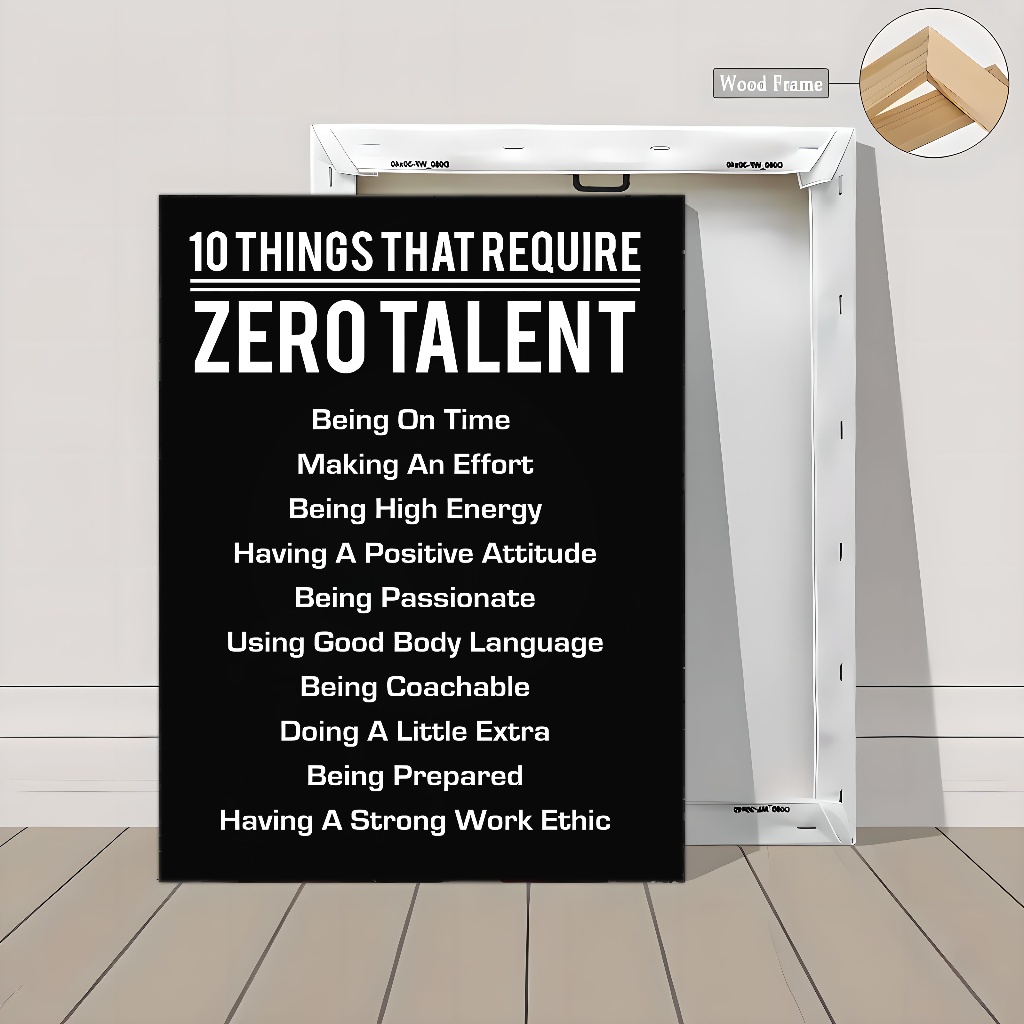 Wood Frame
10 THINGS THAT REQUIRE
ZERO TALENT
Being On Time
Making An Effort
Being High Energy
Having A Positive Attitude
Being Passionate
Using Good Body Language
Being Coachable
Doing A Little Extra
Being Prepared
Having A Strong Work Ethic